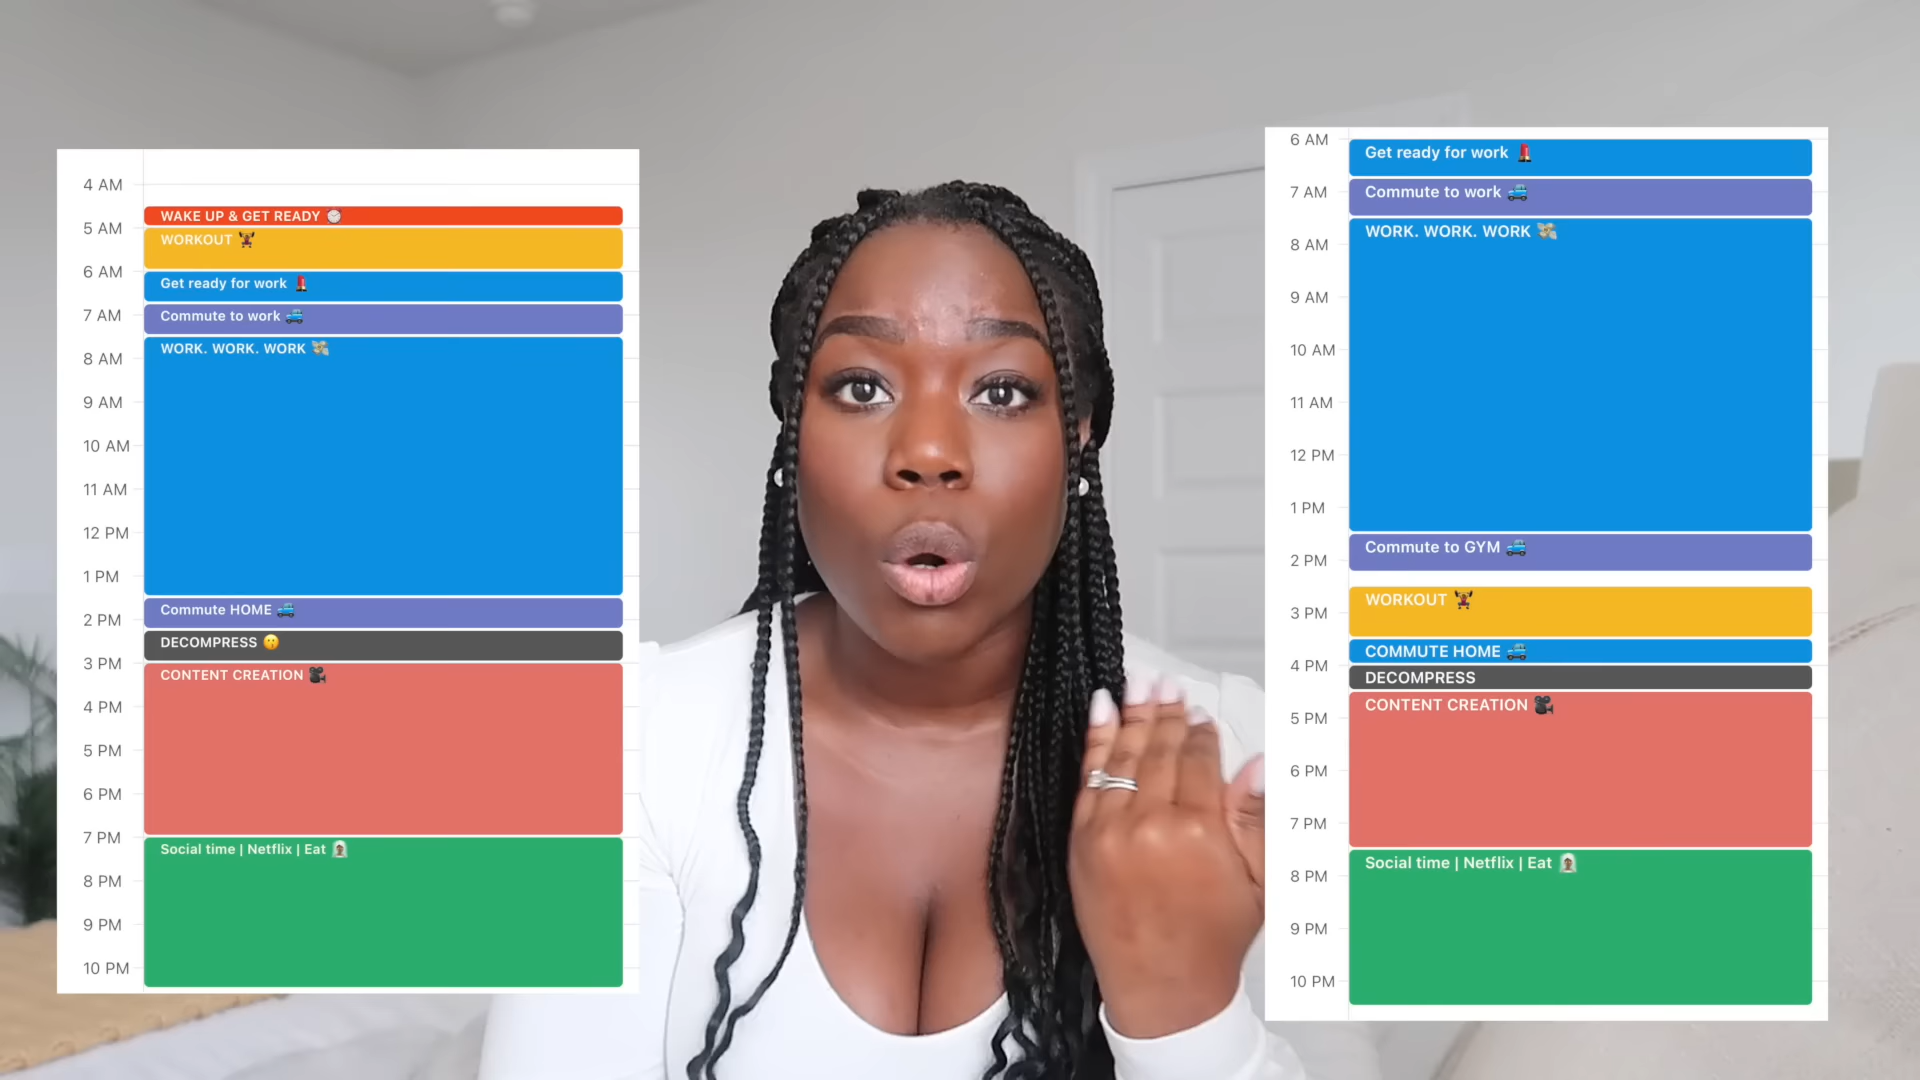 4 AM
WAKE UP & GET READY ⏰
5 AM
WORKOUT 🏋🏿‍♀️
6 AM
Get ready for work 💄
7 AM
Commute to work 🚙
WORK. WORK. WORK 💸
8 AM
9 AM
10 AM
11 AM
12 PM
1 PM
Commute HOME 🚙
2 PM
DECOMPRESS 🤫
3 PM
CONTENT CREATION 🎥
4 PM
5 PM
6 PM
7 PM
Social time | Netflix | Eat 👰🏿
8 PM
9 PM
10 PM
6 AM
Get ready for work 💄
7 AM
Commute to work 🚙
WORK. WORK. WORK 💸
8 AM
9 AM
10 AM
11 AM
12 PM
1 PM
Commute to GYM 🚙
2 PM
WORKOUT 🏋🏿‍♀️
3 PM
COMMUTE HOME 🚙
4 PM
DECOMPRESS
CONTENT CREATION 🎥
5 PM
6 PM
7 PM
Social time | Netflix | Eat 👰🏿
8 PM
9 PM
10 PM